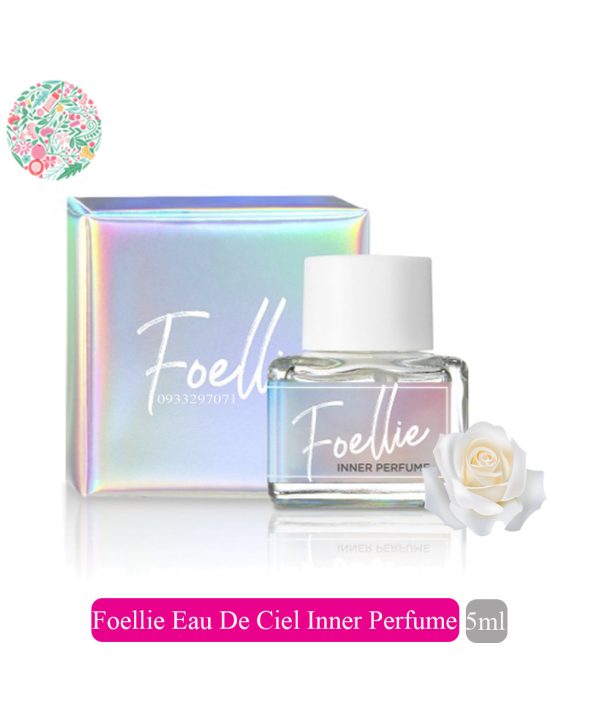 Foellie
0933297071
Foellie
INNER PERFUME
INNER PERFUME
Foellie Eau De Ciel Inner Perfume 5ml